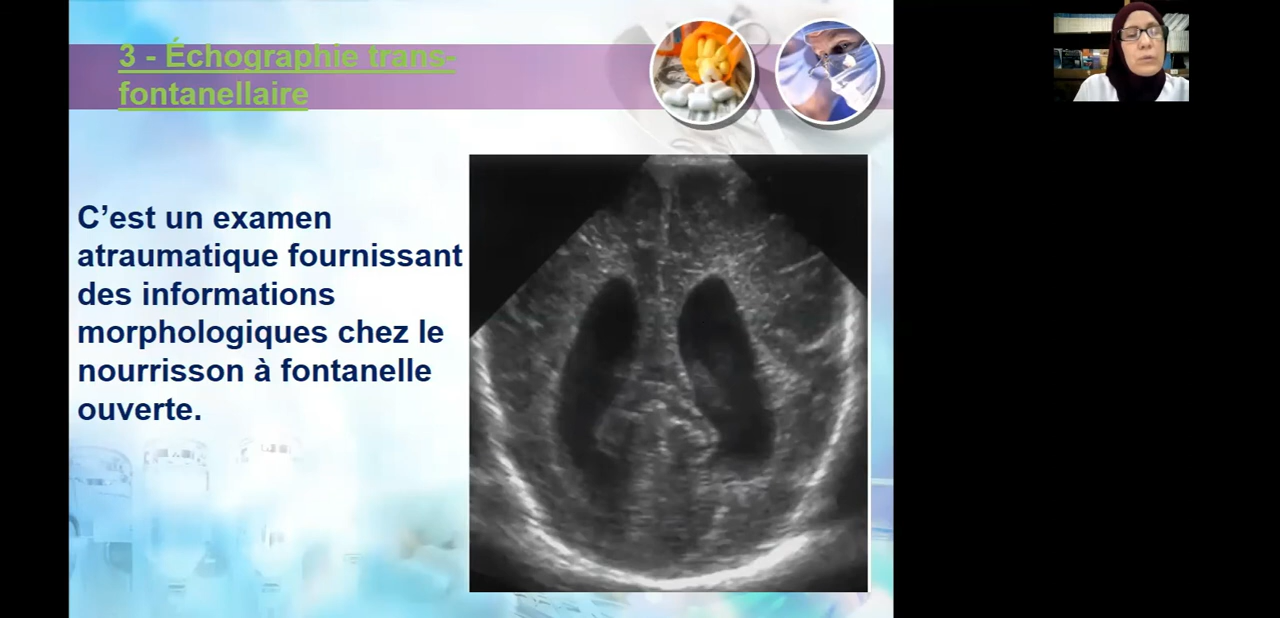 3 - Échographie trans-
fontanellaire
C’est un examen
atraumatique fournissant
des informations
morphologiques chez le
nourrisson à fontanelle
ouverte.